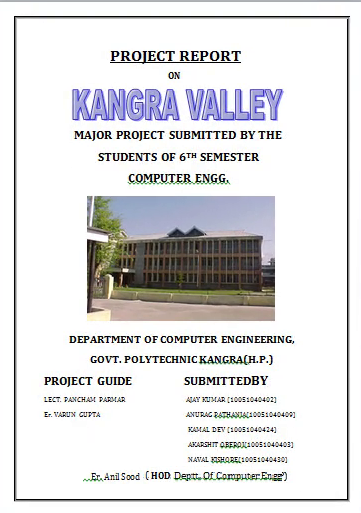 PROJECT REPORT
ON
KANGRA VALLEY
MAJOR PROJECT SUBMITTED BY THE
STUDENTS OF 6TH SEMESTER
COMPUTER ENGG.
DEPARTMENT OF COMPUTER ENGINEERING,
GOVT. POLYTECHNIC KANGRA(H.P.)
PROJECT GUIDE SUBMITTEDBY
LECT. PANCHAM PARMAR AJAY KUMAR (10051040402)
Er. VARUN GUPTA ANURAG PATHANIA(10051040409)
KAMAL DEV (10051040424)
AKARSHIT OBEROI(10051040403)
NAVAL KISHORE(10051040430)
Er. Anil Sood ( HOD Deptt. Of Computer Engg")